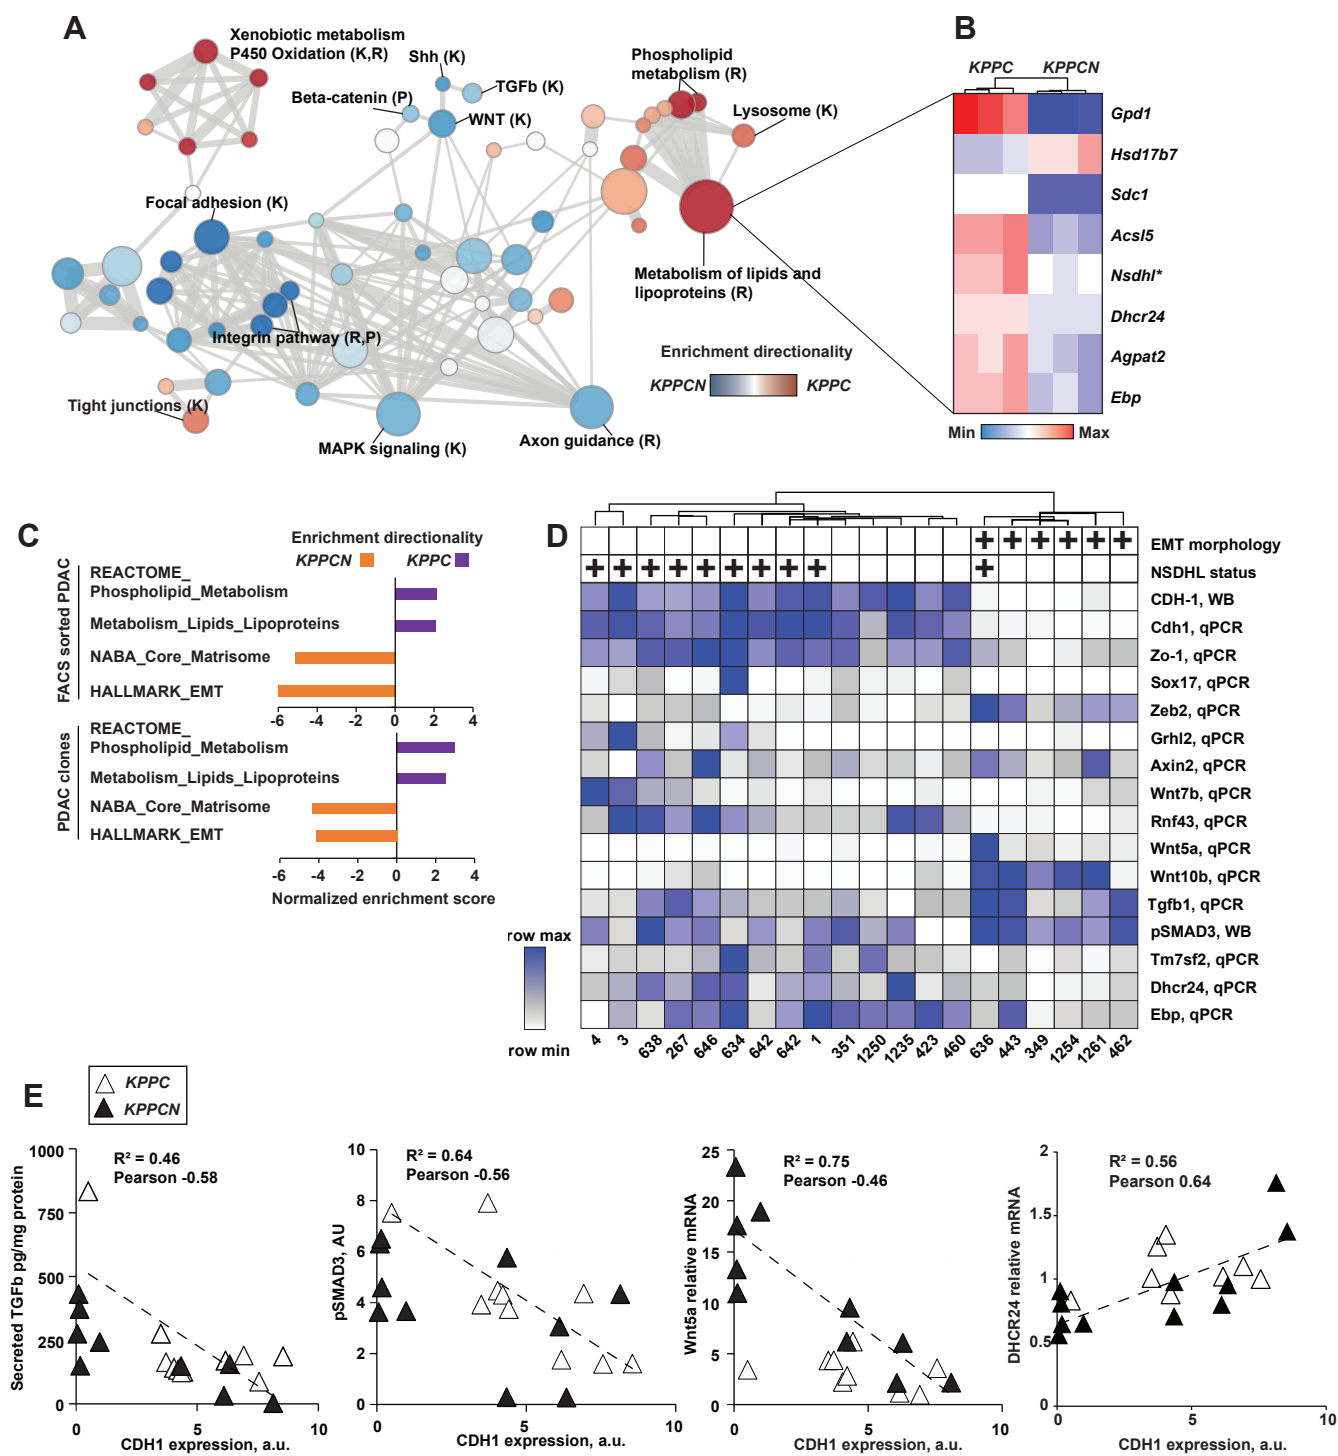 A
Xenobiotic metabolism
P450 Oxidation (K,R)
Shh (K)
TGFb (K)
Beta-catenin (P)
WNT (K)
Phospholipid
metabolism (R)
Lysosome (K)
Focal adhesion (K)
Metabolism of lipids and
lipoproteins (R)
Integrin pathway (R,P)
Tight junctions (K)
MAPK signaling (K)
Axon guidance (R)
Enrichment directionality
KPPCN
KPPC
B
KPPC
KPPCN
Gpd1
Hsd17b7
Sdc1
Acsl5
Nsdhl*
Dhcr24
Agpat2
Ebp
Min
Max
C
Enrichment directionality
KPPCN
KPPC
FACS sorted PDAC
REACTOME_
Phospholipid_Metabolism
Metabolism_Lipids_Lipoproteins
NABA_Core_Matrisome
HALLMARK_EMT
-6 -4 -2 0 2 4
PDAC clones
REACTOME_
Phospholipid_Metabolism
Metabolism_Lipids_Lipoproteins
NABA_Core_Matrisome
HALLMARK_EMT
-6 -4 -2 0 2 4
Normalized enrichment score
D
+ + + + + + EMT morphology
+ + + + + + + + + + NSDHL status
CDH-1, WB
Cdh1, qPCR
Zo-1, qPCR
Sox17, qPCR
Zeb2, qPCR
Grhl2, qPCR
Axin2, qPCR
Wnt7b, qPCR
Rnf43, qPCR
Wnt5a, qPCR
Wnt10b, qPCR
Tgfb1, qPCR
pSMAD3, WB
Tm7sf2, qPCR
Dhcr24, qPCR
Ebp, qPCR
row max
row min
4 3 638 267 646 634 642 642 1 351 1250 1235 423 460 636 443 349 1254 1261 462
E
KPPC
KPPCN
Secreted TGFb pg/mg protein
1000
750
500
250
0
R² = 0.46
Pearson -0.58
0 5 10
CDH1 expression, a.u.
pSMAD3, AU
10
8
6
4
2
0
R² = 0.64
Pearson -0.56
0 5 10
CDH1 expression, a.u.
Wnt5a relative mRNA
25
20
15
10
5
0
R² = 0.75
Pearson -0.46
0 5 10
CDH1 expression, a.u.
DHCR24 relative mRNA
2
1.5
1
0.5
0
R² = 0.56
Pearson 0.64
0 5 10
CDH1 expression, a.u.